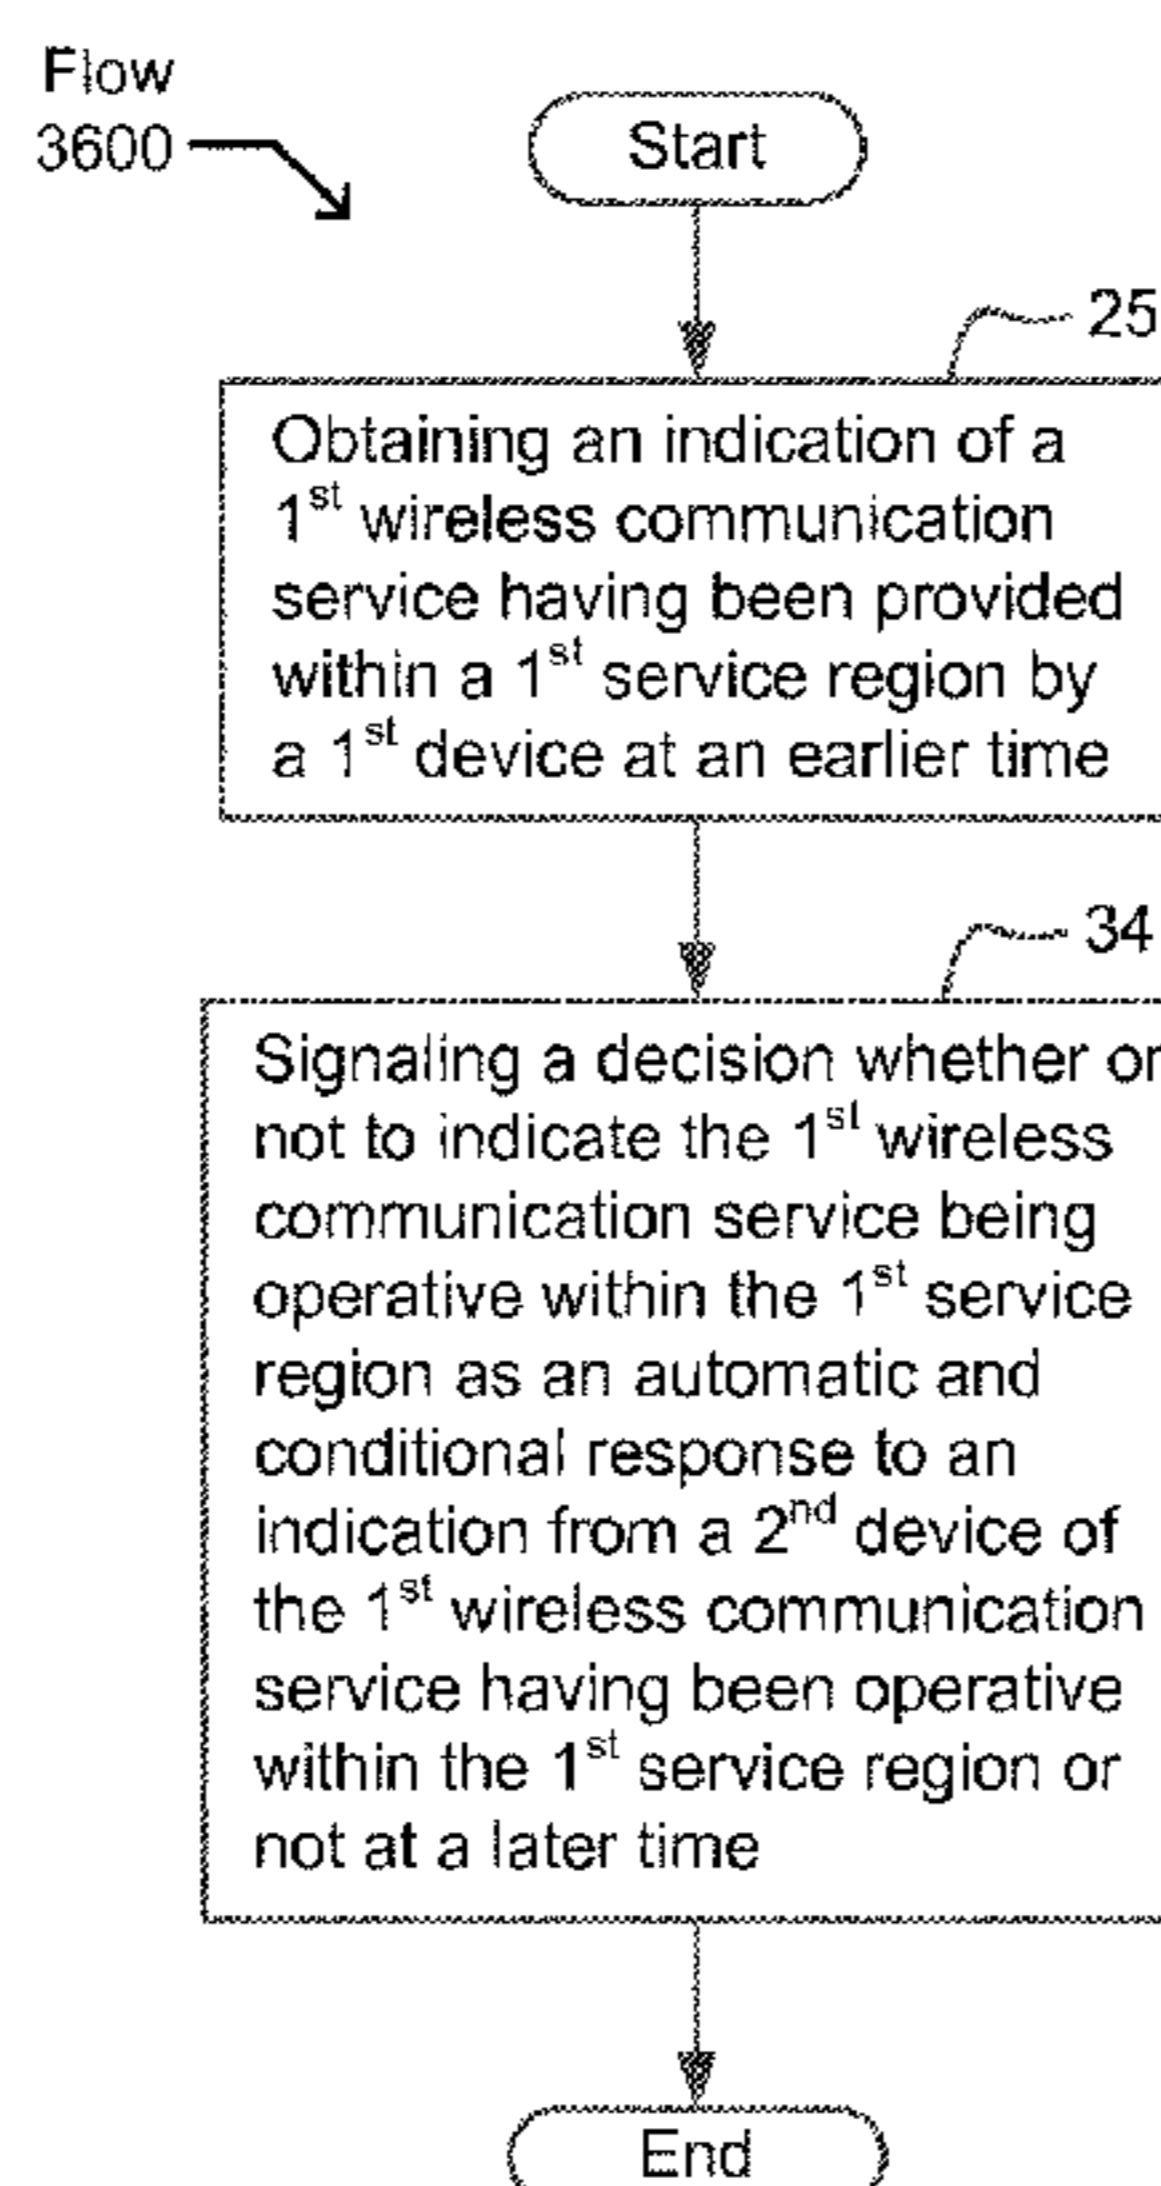 Flow
3600
Start
25
Obtaining an indication of a
1st wireless communication
service having been provided
within a 1st service region by
a 1st device at an earlier time
34
Signaling a decision whether or
not to indicate the 1st wireless
communication service being
operative within the 1st service
region as an automatic and
conditional response to an
indication from a 2nd device of
the 1st wireless communication
service having been operative
within the 1st service region or
not at a later time
End